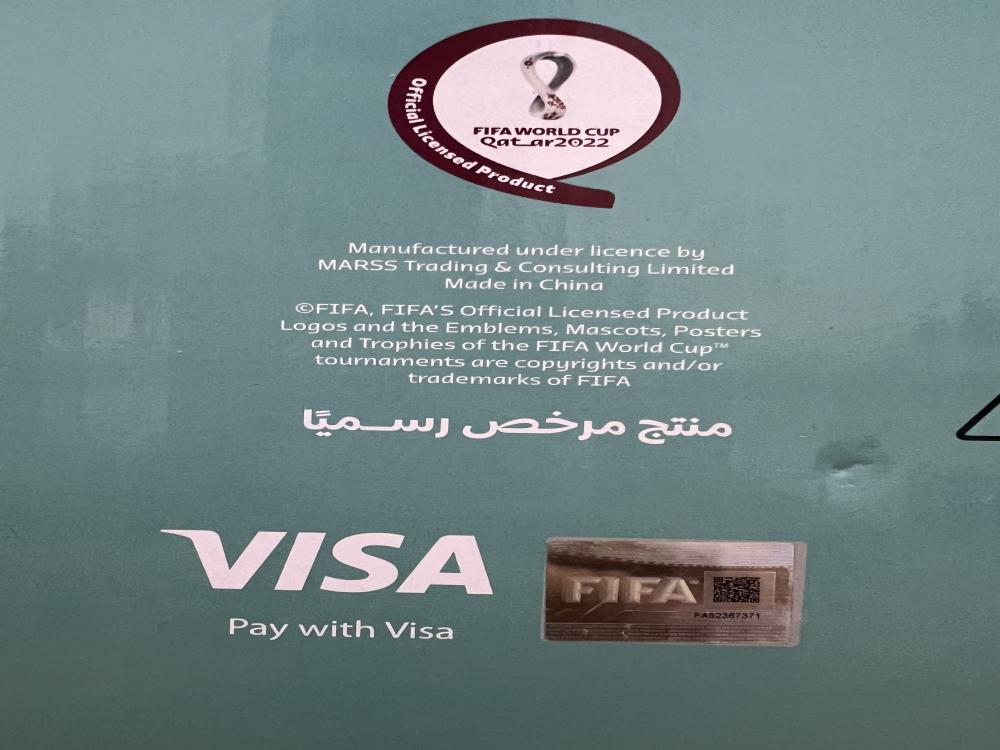 Official Licensed Product
FIFA WORLD CUP
Qatar2022
Manufactured under licence by
MARSS Trading & Consulting Limited
Made in China
©FIFA, FIFA'S Official Licensed Product
Logos and the Emblems, Mascots, Posters
and Trophies of the FIFA World Cup™
tournaments are copyrights and/or
trademarks of FIFA
منتج مرخص رسـميًا
VISA
Pay with Visa
FIFA
FA52367371